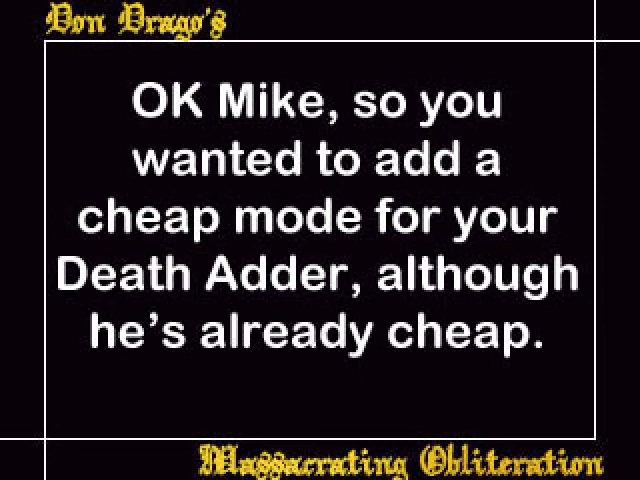 Don Drago's
OK Mike, so you
wanted to add a
cheap mode for your
Death Adder, although
he’s already cheap.
Massacrating Obliteration